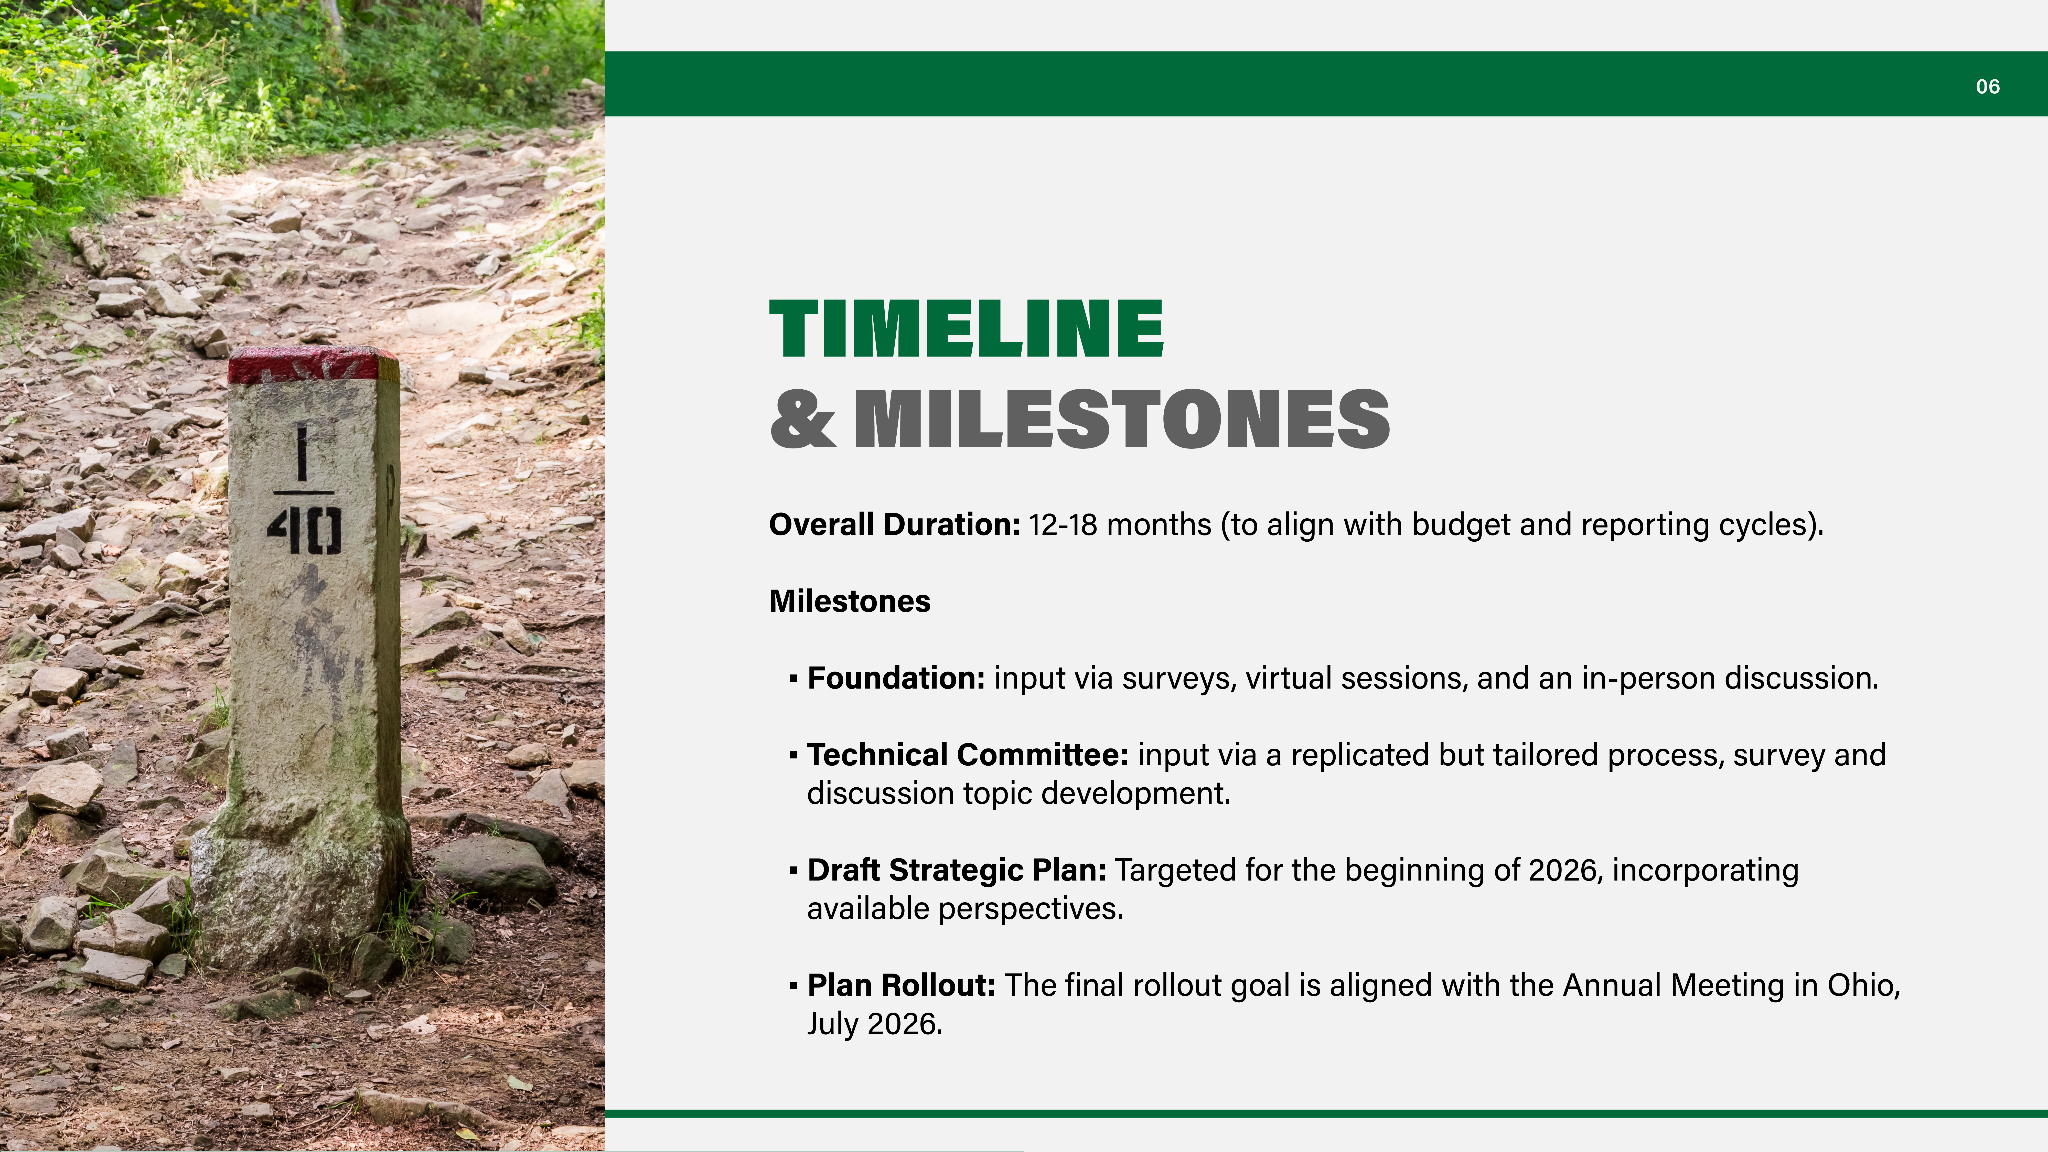 06
TIMELINE
& MILESTONES
Overall Duration: 12-18 months (to align with budget and reporting cycles).
Milestones
▪ Foundation: input via surveys, virtual sessions, and an in-person discussion.
▪ Technical Committee: input via a replicated but tailored process, survey and
discussion topic development.
▪ Draft Strategic Plan: Targeted for the beginning of 2026, incorporating
available perspectives.
▪ Plan Rollout: The final rollout goal is aligned with the Annual Meeting in Ohio,
July 2026.
I
40